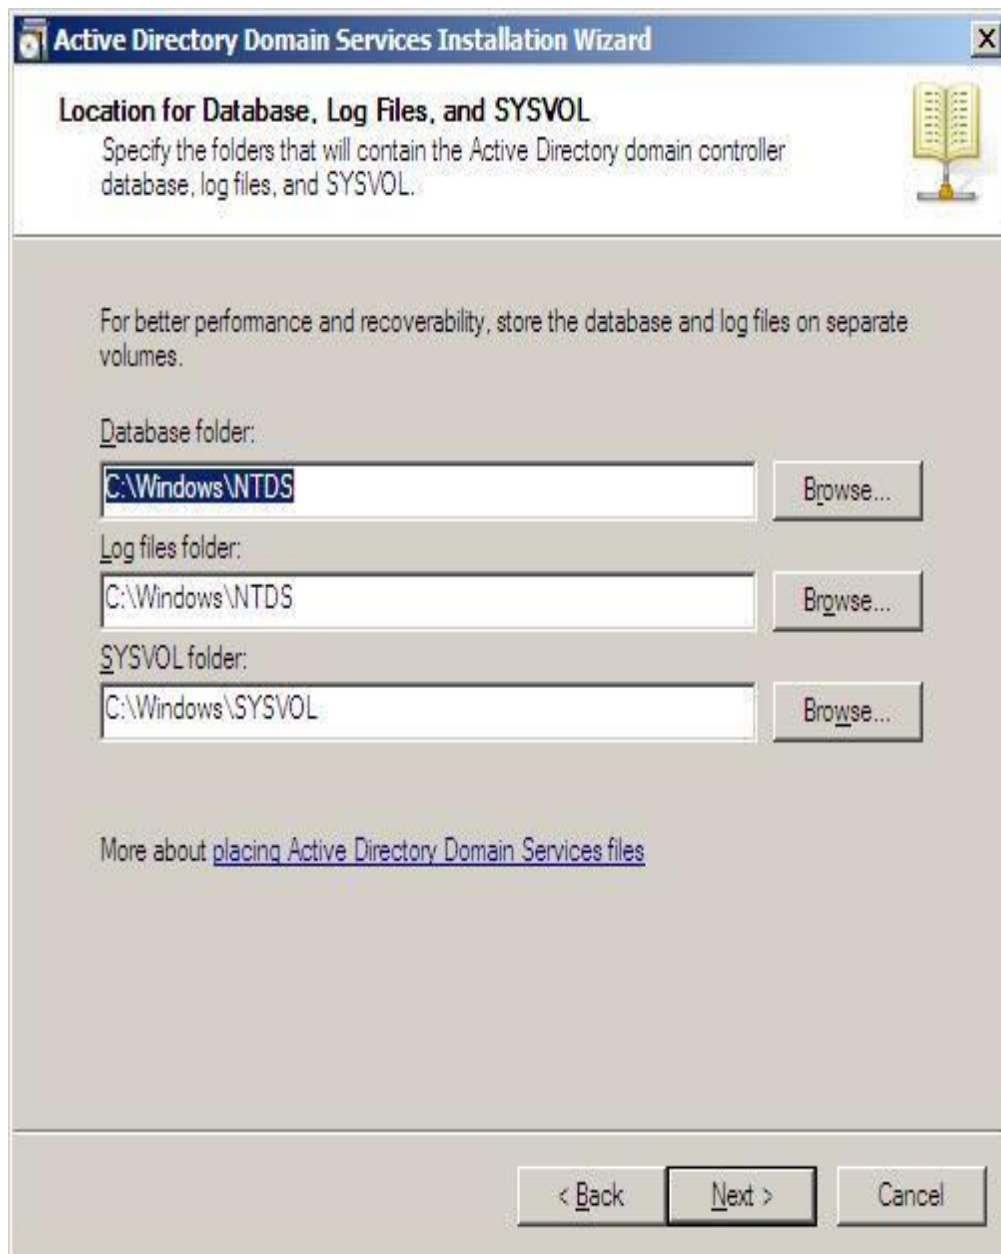 Active Directory Domain Services Installation Wizard
Location for Database, Log Files, and SYSVOL
Specify the folders that will contain the Active Directory domain controller
database, log files, and SYSVOL.
For better performance and recoverability, store the database and log files on separate
volumes.
Database folder:
C:\Windows\NTDS
Browse...
Log files folder:
C:\Windows\NTDS
Browse...
SYSVOL folder:
C:\Windows\SYSVOL
Browse...
More about placing Active Directory Domain Services files
< Back
Next >
Cancel